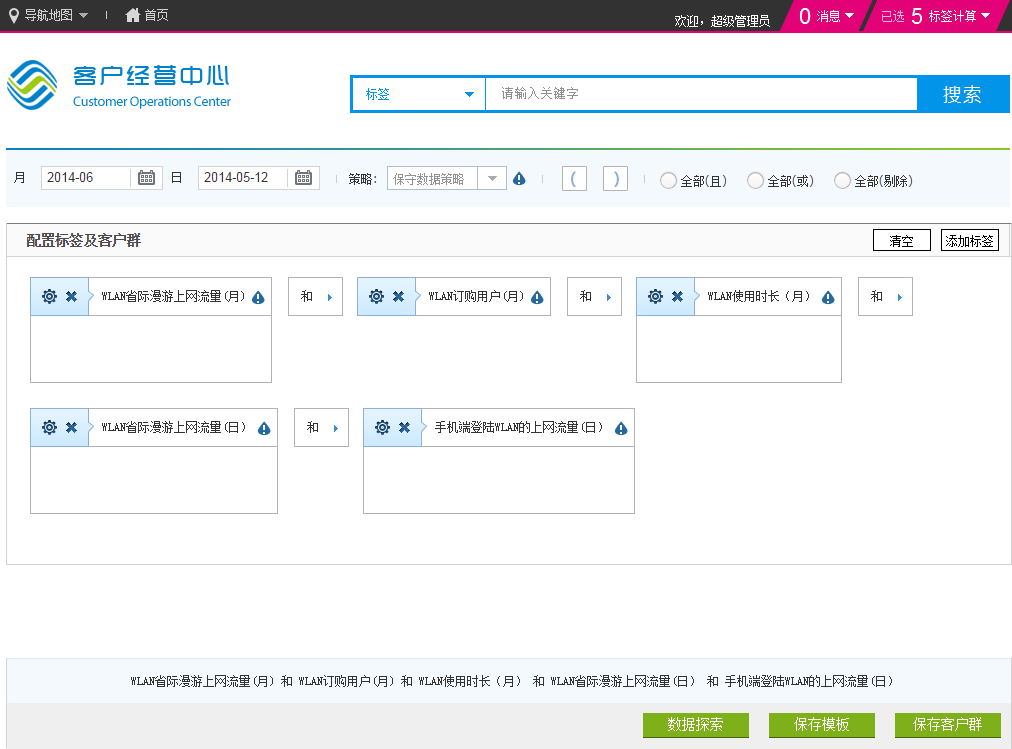 导航地图 首页 欢迎，超级管理员 0 消息 已选 5 标签计算
客户经营中心
Customer Operations Center
标签 请输入关键字 搜索
月 2014-06 日 2014-05-12 策略： 保守数据策略 ( ) 全部(且) 全部(或) 全部(剔除)
配置标签及客户群 清空 添加标签
WLAN省际漫游上网流量(月) 和 WLAN订购用户(月) 和 WLAN使用时长（月） 和
WLAN省际漫游上网流量(日) 和 手机端登陆WLAN的上网流量(日)
WLAN省际漫游上网流量(月) 和 WLAN订购用户(月) 和 WLAN使用时长（月） 和 WLAN省际漫游上网流量(日) 和 手机端登陆WLAN的上网流量(日)
数据探索 保存模板 保存客户群